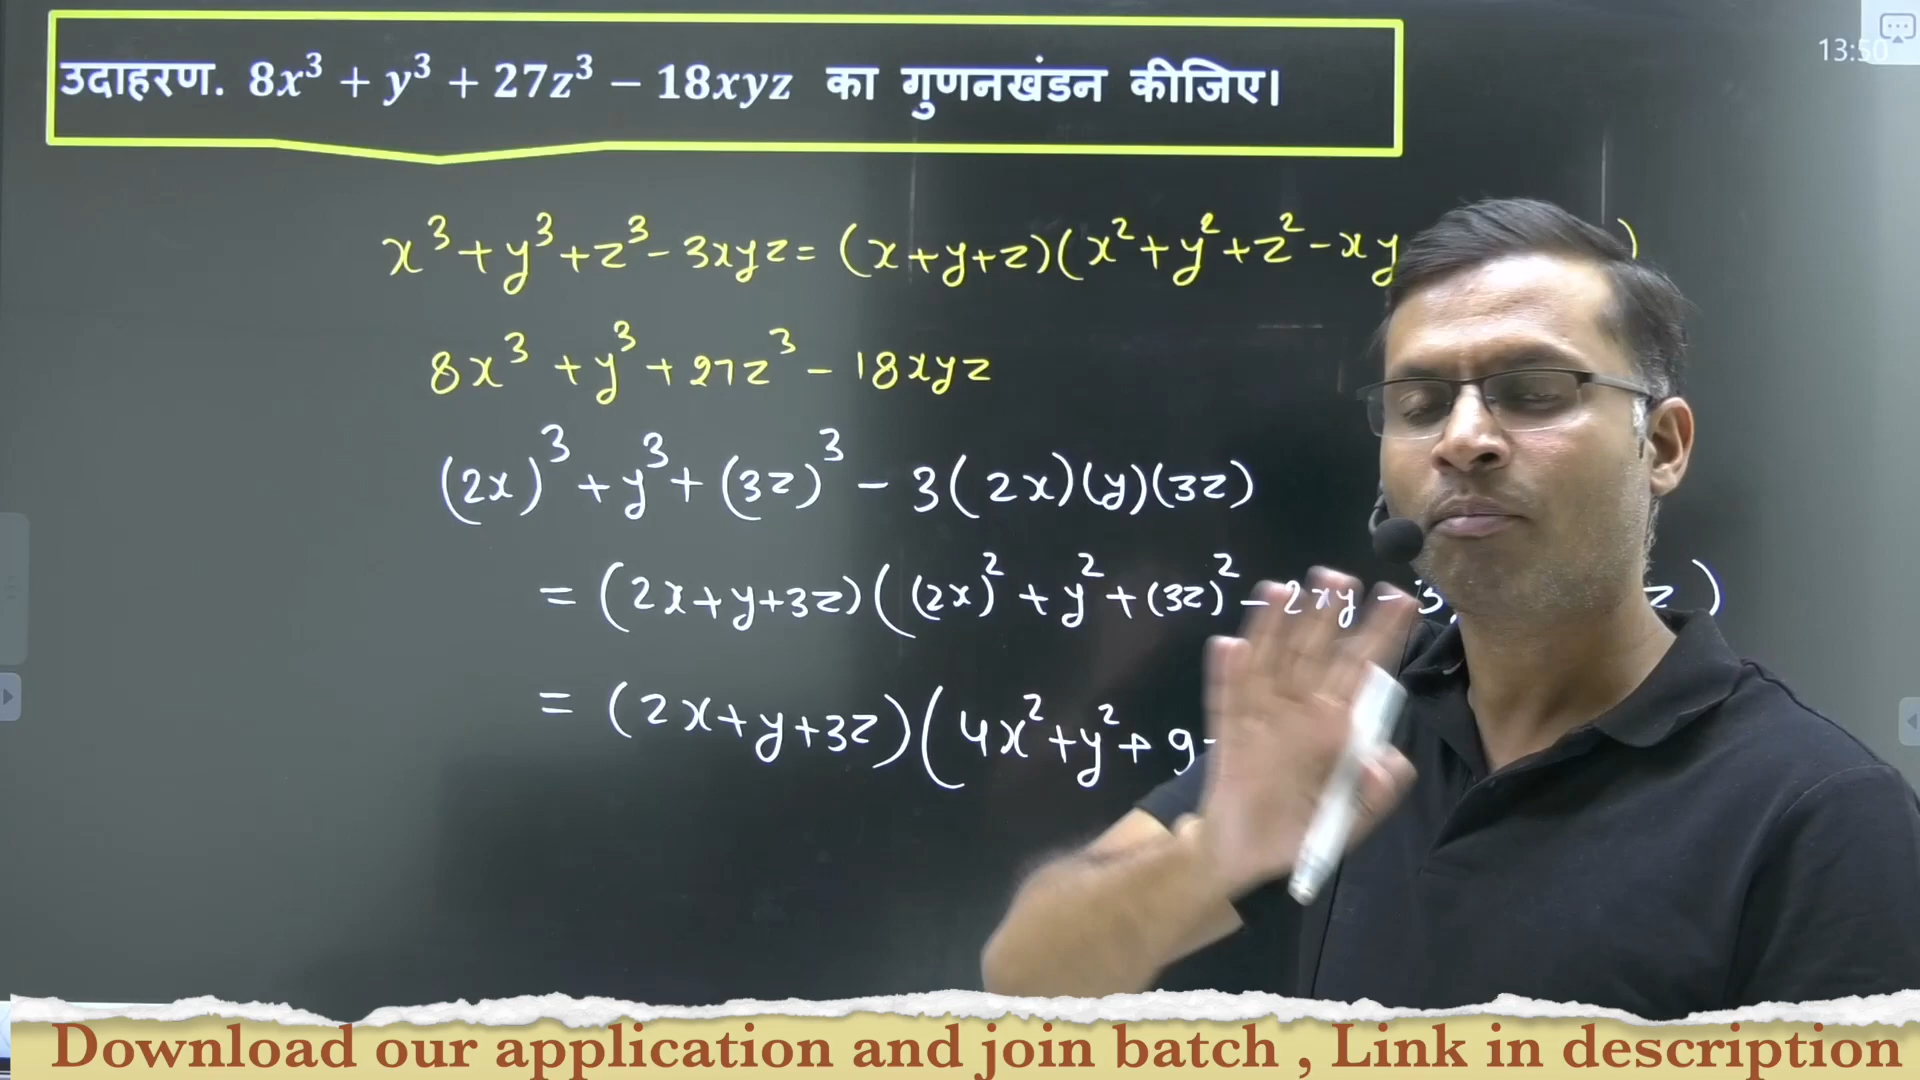 13:50
उदाहरण. 8x³ + y³ + 27z³ − 18xyz का गुणनखंडन कीजिए।
x³+y³+z³-3xyz= (x+y+z)(x²+y²+z²-xy )
8x³ +y³ +27z³ - 18xyz
(2x)³ +y³+ (3z)³ - 3(2x)(y)(3z)
= (2x+y+3z)((2x)²+y²+(3z)²-2xy -3 z)
= (2x+y+3z)(4x²+y²+ 9
Download our application and join batch , Link in description